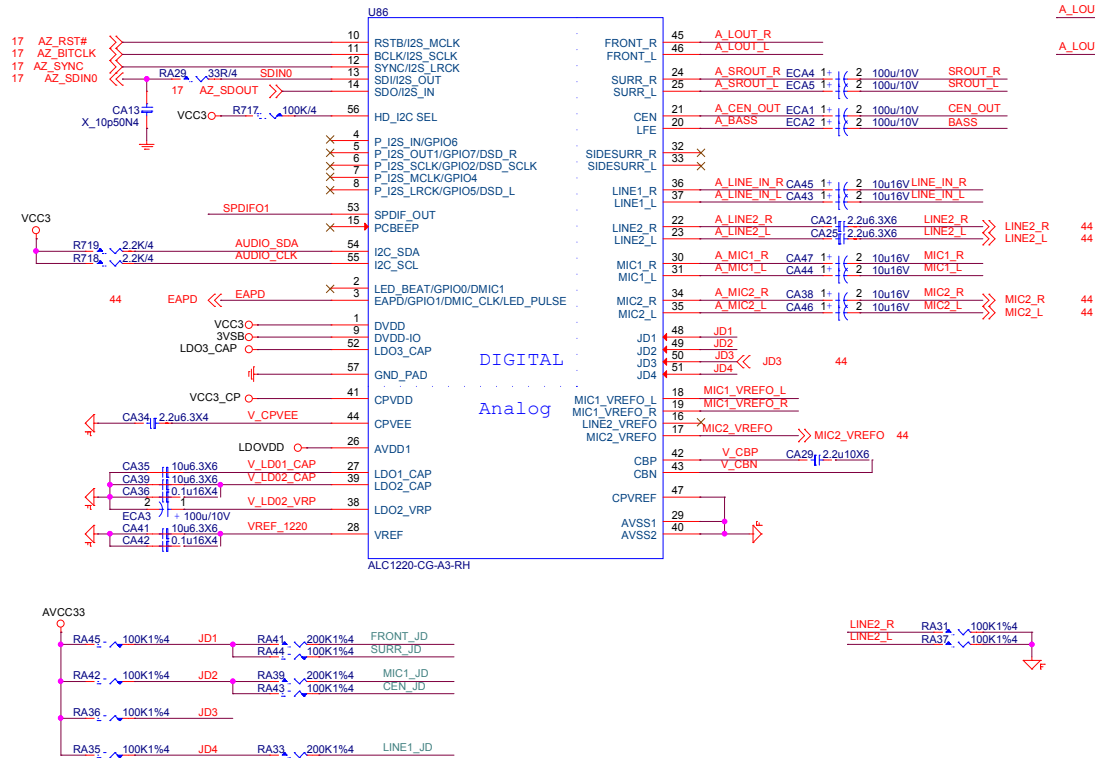 U86
A_LOU
17 AZ_RST# 10 RSTB/I2S_MCLK
17 AZ_BITCLK 11 BCLK/I2S_SCLK
17 AZ_SYNC 12 SYNC/I2S_LRCK
17 AZ_SDIN0 RA29 33R/4 SDIN0 13 SDI/I2S_OUT
17 AZ_SDOUT 14 SDO/I2S_IN
CA13
X_10p50N4
VCC3 R717 100K/4 56 HD_I2C SEL
4 P_I2S_IN/GPIO6
5 P_I2S_OUT1/GPIO7/DSD_R
6 P_I2S_SCLK/GPIO2/DSD_SCLK
7 P_I2S_MCLK/GPIO4
8 P_I2S_LRCK/GPIO5/DSD_L
SPDIFO1 53 SPDIF_OUT
15 PCBEEP
VCC3
R719 2.2K/4 AUDIO_SDA 54 I2C_SDA
R718 2.2K/4 AUDIO_CLK 55 I2C_SCL
2 LED_BEAT/GPIO0/DMIC1
44 EAPD EAPD 3 EAPD/GPIO1/DMIC_CLK/LED_PULSE
VCC3 1 DVDD
3VSB 9 DVDD-IO
LDO3_CAP 52 LDO3_CAP
57 GND_PAD
VCC3_CP 41 CPVDD
CA34 2.2u6.3X4 V_CPVEE 44 CPVEE
LDOVDD 26 AVDD1
CA35 10u6.3X6 V_LD01_CAP 27 LDO1_CAP
CA39 10u6.3X6 V_LD02_CAP 39 LDO2_CAP
CA36 0.1u16X4
2 1 V_LD02_VRP 38 LDO2_VRP
ECA3 + 100u/10V
CA41 10u6.3X6 VREF_1220 28 VREF
CA42 0.1u16X4
DIGITAL
Analog
FRONT_R 45 A_LOUT_R
FRONT_L 46 A_LOUT_L
A_LOU
SURR_R 24 A_SROUT_R ECA4 1 + 2 100u/10V SROUT_R
SURR_L 25 A_SROUT_L ECA5 1 + 2 100u/10V SROUT_L
CEN 21 A_CEN_OUT ECA1 1 + 2 100u/10V CEN_OUT
LFE 20 A_BASS ECA2 1 + 2 100u/10V BASS
SIDESURR_R 32
SIDESURR_L 33
LINE1_R 36 A_LINE_IN_R CA45 1 + 2 10u16V LINE_IN_R
LINE1_L 37 A_LINE_IN_L CA43 1 + 2 10u16V LINE_IN_L
LINE2_R 22 A_LINE2_R CA21 2.2u6.3X6 LINE2_R LINE2_R 44
LINE2_L 23 A_LINE2_L CA25 2.2u6.3X6 LINE2_L LINE2_L 44
MIC1_R 30 A_MIC1_R CA47 1 + 2 10u16V MIC1_R
MIC1_L 31 A_MIC1_L CA44 1 + 2 10u16V MIC1_L
MIC2_R 34 A_MIC2_R CA38 1 + 2 10u16V MIC2_R MIC2_R 44
MIC2_L 35 A_MIC2_L CA46 1 + 2 10u16V MIC2_L MIC2_L 44
JD1 48 JD1
JD2 49 JD2
JD3 50 JD3 JD3 44
JD4 51 JD4
MIC1_VREFO_L 18 MIC1_VREFO_L
MIC1_VREFO_R 19 MIC1_VREFO_R
LINE2_VREFO 16
MIC2_VREFO 17 MIC2_VREFO MIC2_VREFO 44
CBP 42 V_CBP CA29 2.2u10X6
CBN 43 V_CBN
CPVREF 47
AVSS1 29
AVSS2 40
ALC1220-CG-A3-RH
AVCC33
RA45 100K1%4 JD1 RA41 200K1%4 FRONT_JD
RA44 100K1%4 SURR_JD
RA42 100K1%4 JD2 RA39 200K1%4 MIC1_JD
RA43 100K1%4 CEN_JD
RA36 100K1%4 JD3
RA35 100K1%4 JD4 RA33 200K1%4 LINE1_JD
LINE2_R RA31 100K1%4
LINE2_L RA37 100K1%4